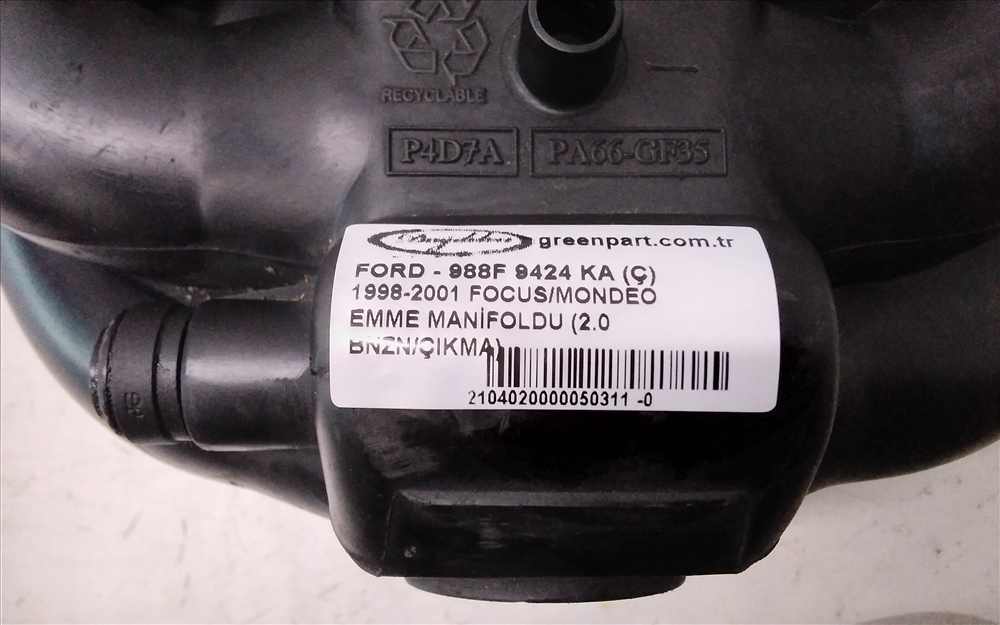 RECYCLABLE
P4D7A PA66-GF35
greenpart.com.tr
FORD - 988F 9424 KA (Ç)
1998-2001 FOCUS/MONDEO
EMME MANİFOLDU (2.0
BNZN/ÇIKMA)
2104020000050311 -0